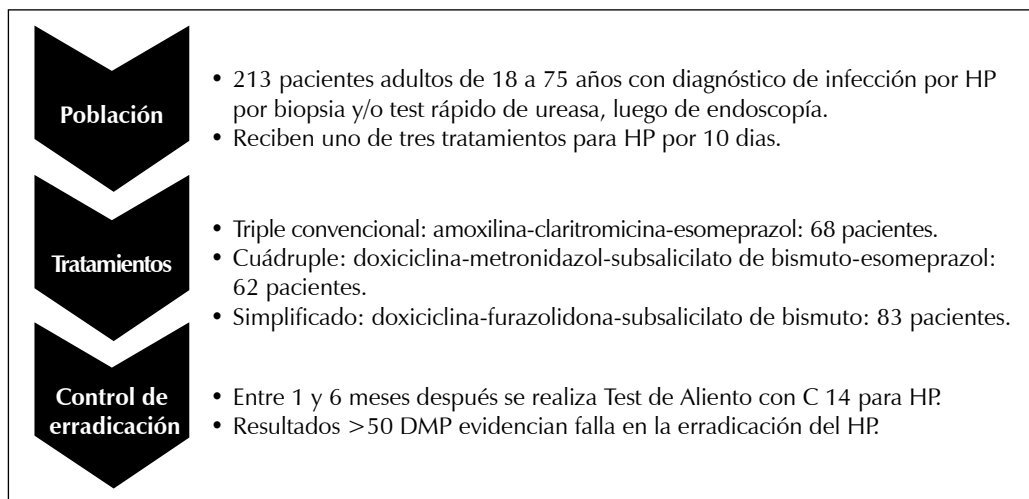 Población
• 213 pacientes adultos de 18 a 75 años con diagnóstico de infección por HP
por biopsia y/o test rápido de ureasa, luego de endoscopía.
• Reciben uno de tres tratamientos para HP por 10 dias.
Tratamientos
• Triple convencional: amoxilina-claritromicina-esomeprazol: 68 pacientes.
• Cuádruple: doxiciclina-metronidazol-subsalicilato de bismuto-esomeprazol:
62 pacientes.
• Simplificado: doxiciclina-furazolidona-subsalicilato de bismuto: 83 pacientes.
Control de
erradicación
• Entre 1 y 6 meses después se realiza Test de Aliento con C 14 para HP.
• Resultados >50 DMP evidencian falla en la erradicación del HP.